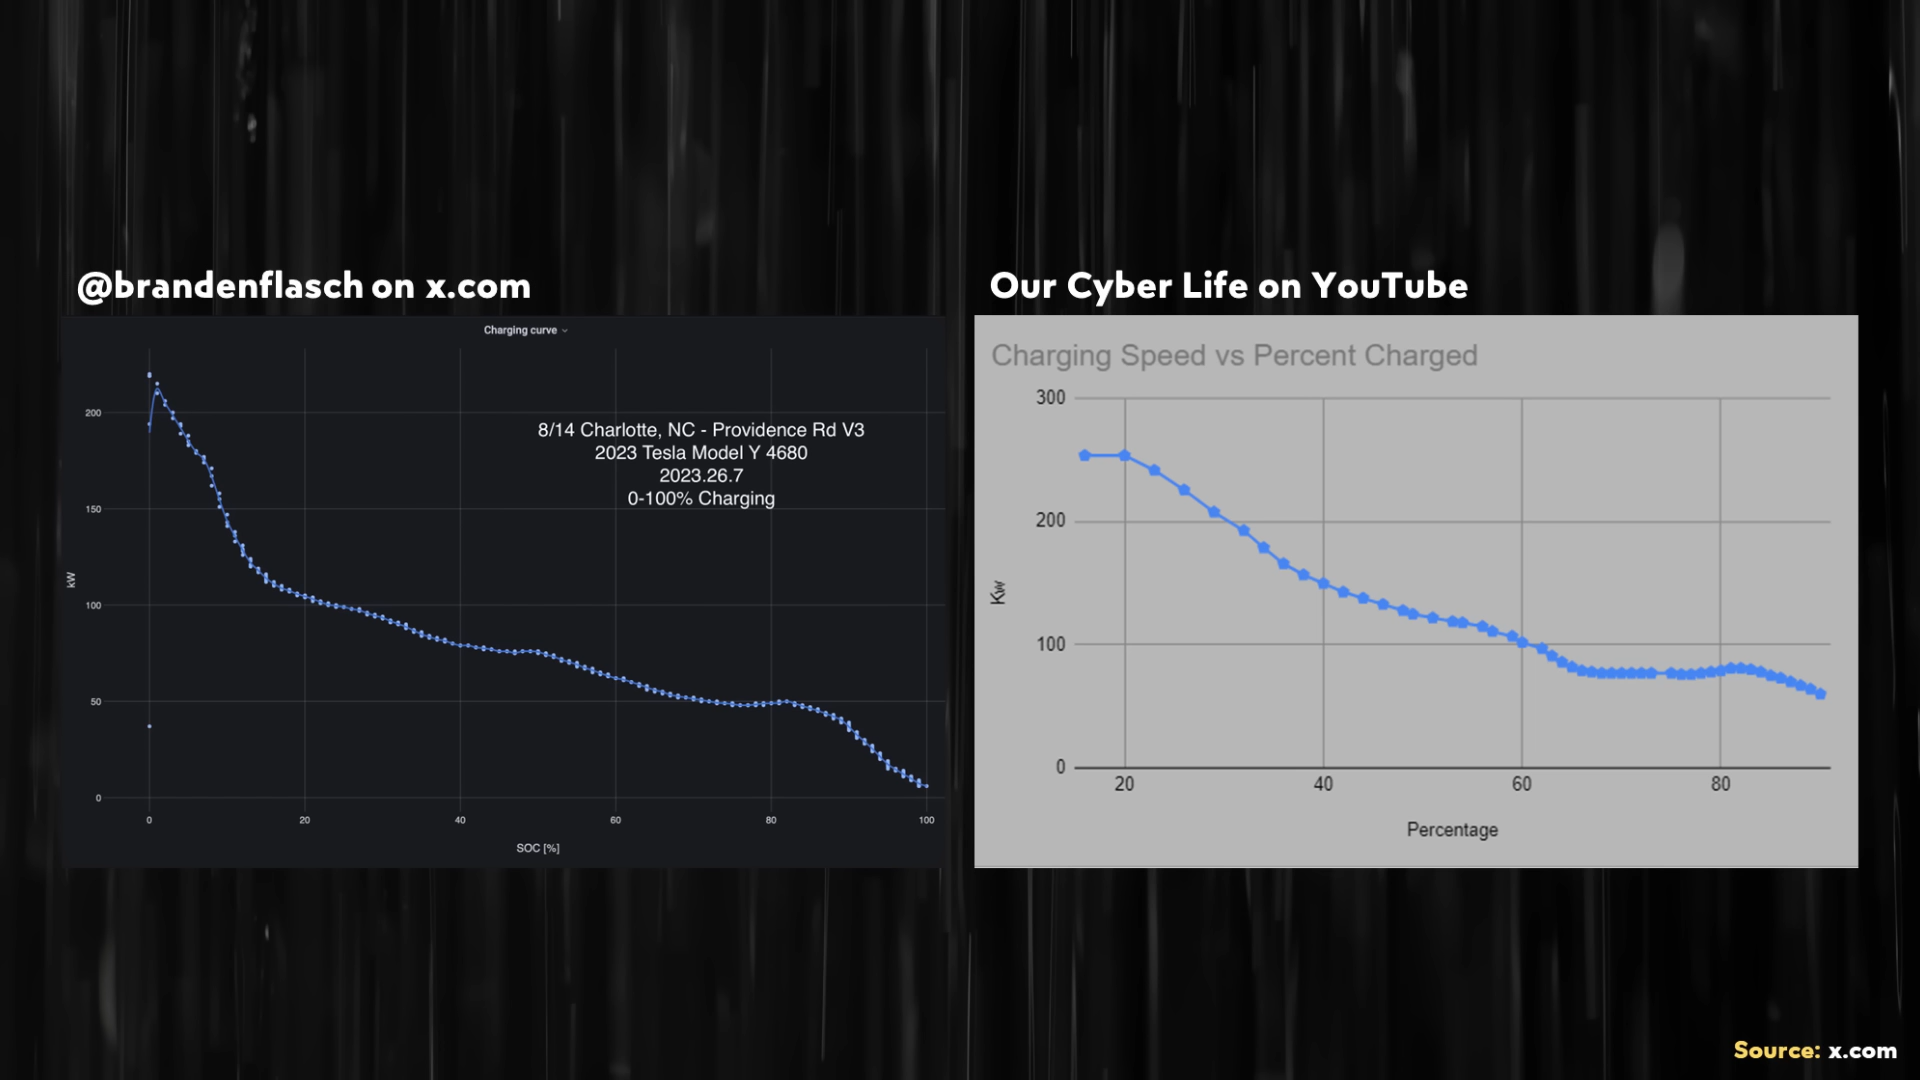 @brandenflasch on x.com
Charging curve
200
150
100
50
0
kW
8/14 Charlotte, NC - Providence Rd V3
2023 Tesla Model Y 4680
2023.26.7
0-100% Charging
0 20 40 60 80 100
SOC [%]
Our Cyber Life on YouTube
Charging Speed vs Percent Charged
300
200
100
0
Kw
20 40 60 80
Percentage
Source: x.com